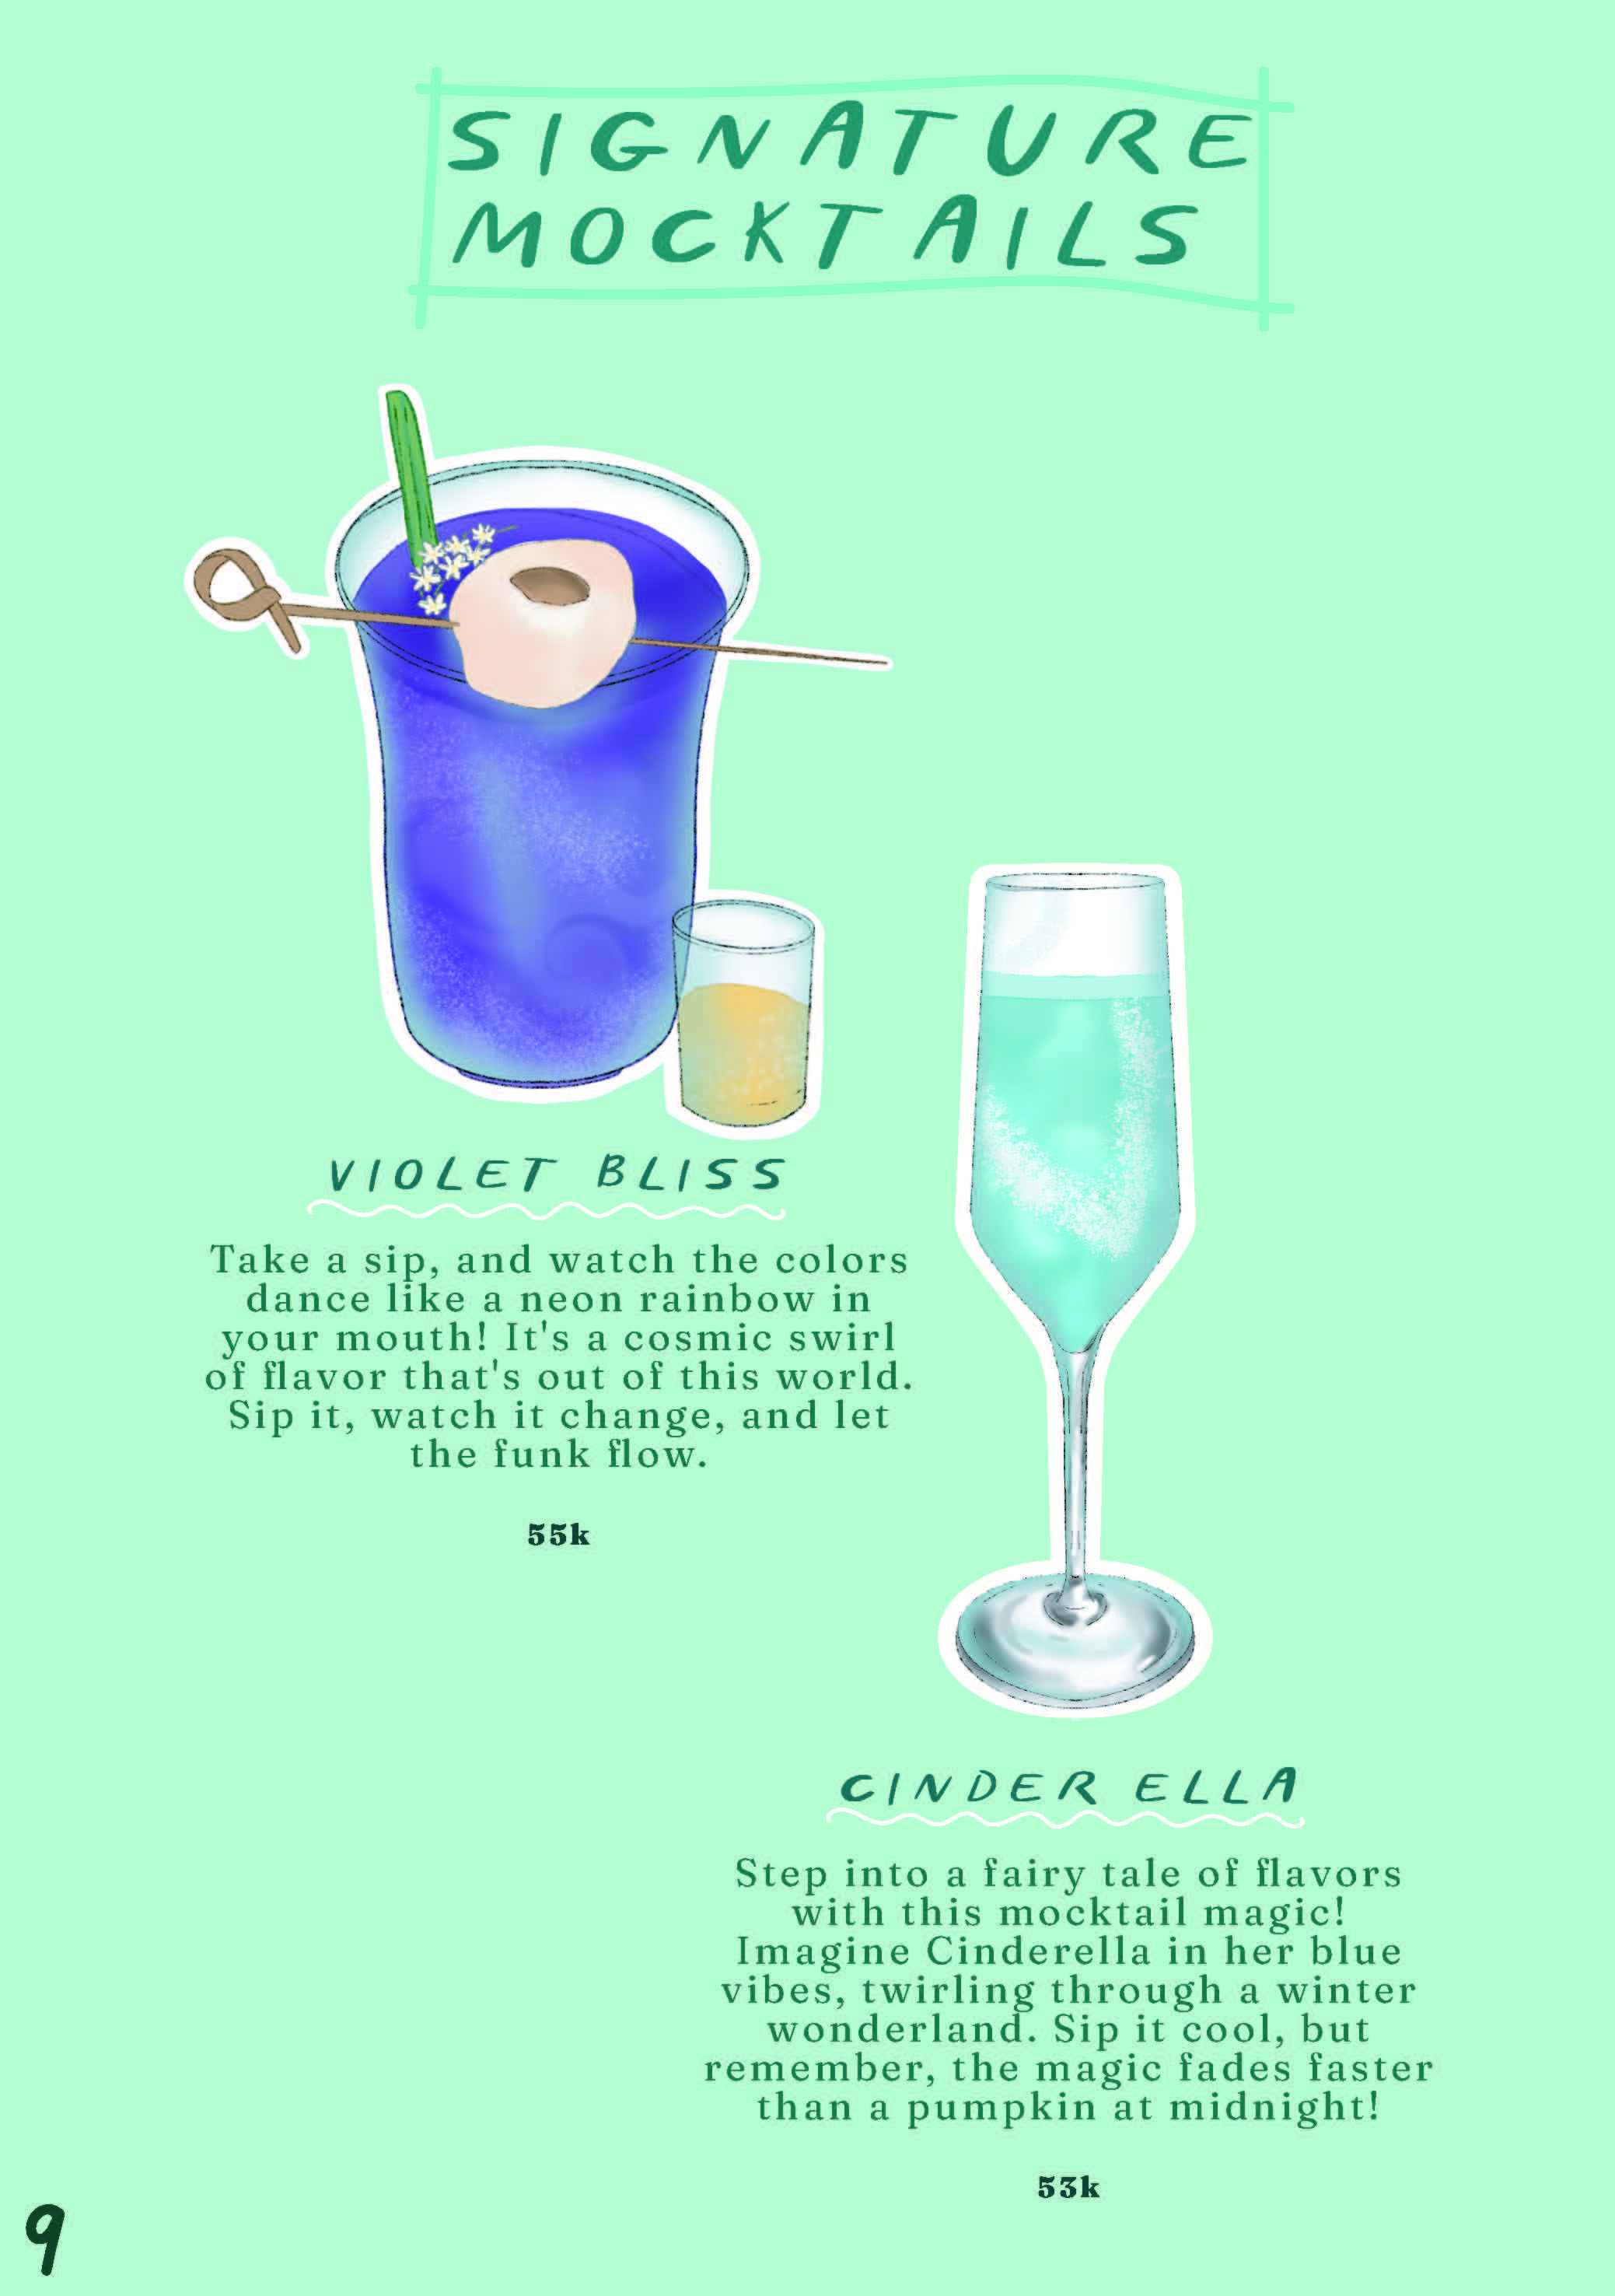 SIGNATURE
MOCKTAILS
VIOLET BLISS
Take a sip, and watch the colors
dance like a neon rainbow in
your mouth! It's a cosmic swirl
of flavor that's out of this world.
Sip it, watch it change, and let
the funk flow.
55k
CINDER ELLA
Step into a fairy tale of flavors
with this mocktail magic!
Imagine Cinderella in her blue
vibes, twirling through a winter
wonderland. Sip it cool, but
remember, the magic fades faster
than a pumpkin at midnight!
53k
9